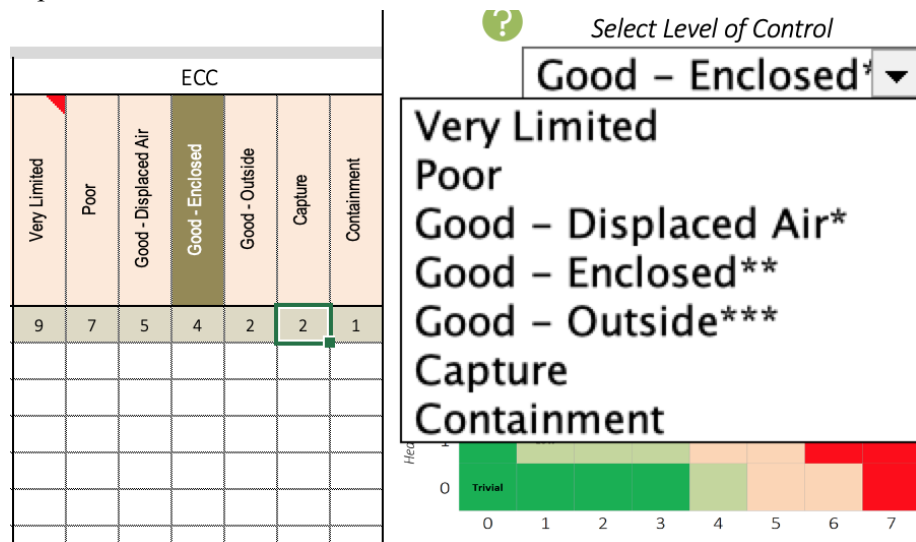 ECC
Very Limited
Poor
Good - Displaced Air
Good - Enclosed
Good - Outside
Capture
Containment
9 7 5 4 2 2 1
?
Select Level of Control
Good – Enclosed*
Very Limited
Poor
Good – Displaced Air*
Good – Enclosed**
Good – Outside***
Capture
Containment
0 Trivial
0 1 2 3 4 5 6 7